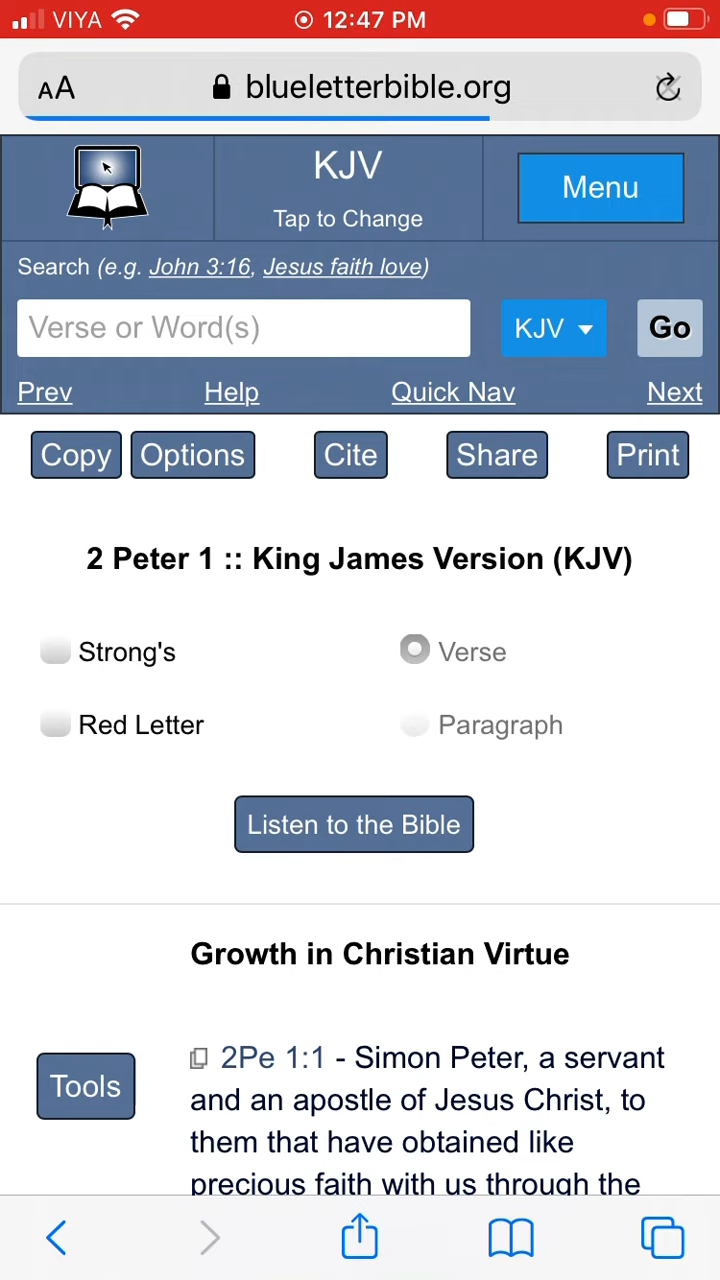 VIYA 12:47 PM
AA blueletterbible.org
KJV
Tap to Change
Menu
Search (e.g. John 3:16, Jesus faith love)
Verse or Word(s) KJV Go
Prev Help Quick Nav Next
Copy Options Cite Share Print
2 Peter 1 :: King James Version (KJV)
Strong's Verse
Red Letter Paragraph
Listen to the Bible
Growth in Christian Virtue
Tools
2Pe 1:1 - Simon Peter, a servant
and an apostle of Jesus Christ, to
them that have obtained like
precious faith with us through the